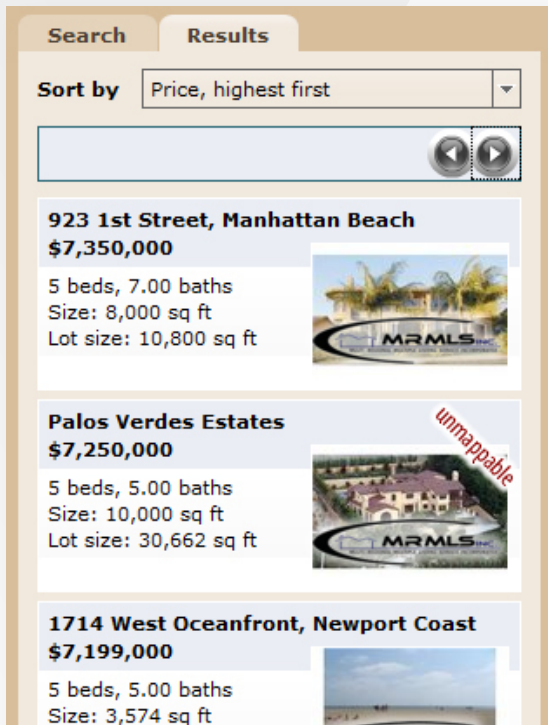 Search
Results
Sort by
Price, highest first
923 1st Street, Manhattan Beach
$7,350,000
5 beds, 7.00 baths
Size: 8,000 sq ft
Lot size: 10,800 sq ft
MRMLS INC
Palos Verdes Estates
$7,250,000
unmappable
5 beds, 5.00 baths
Size: 10,000 sq ft
Lot size: 30,662 sq ft
MRMLS INC
1714 West Oceanfront, Newport Coast
$7,199,000
5 beds, 5.00 baths
Size: 3,574 sq ft